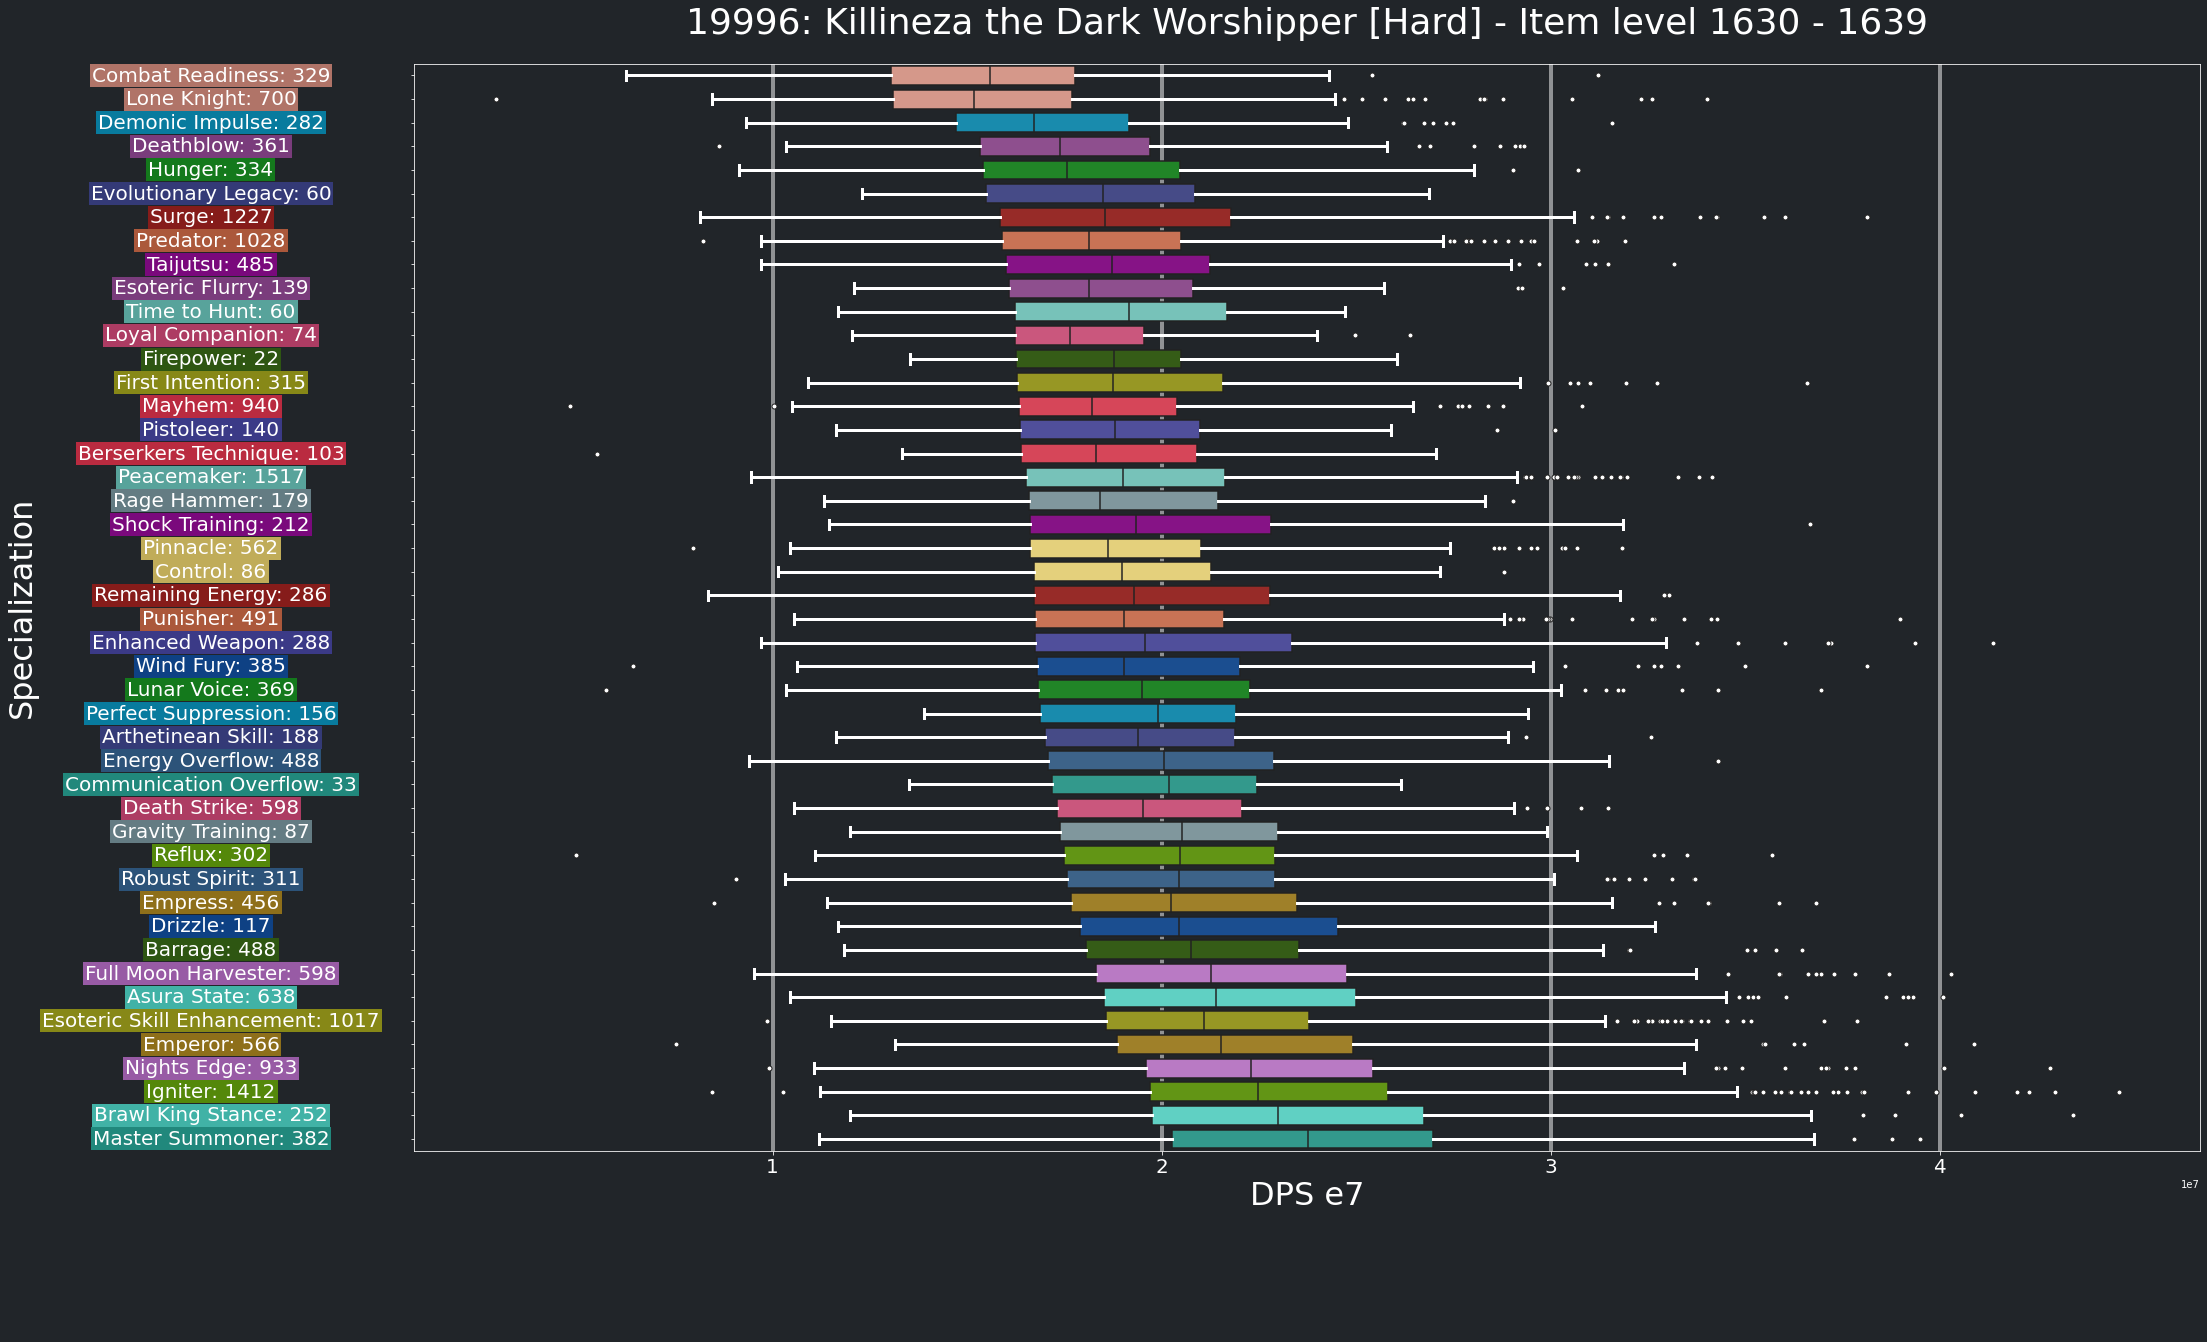 19996: Killineza the Dark Worshipper [Hard] - Item level 1630 - 1639
Combat Readiness: 329
Lone Knight: 700
Demonic Impulse: 282
Deathblow: 361
Hunger: 334
Evolutionary Legacy: 60
Surge: 1227
Predator: 1028
Taijutsu: 485
Esoteric Flurry: 139
Time to Hunt: 60
Loyal Companion: 74
Firepower: 22
First Intention: 315
Mayhem: 940
Pistoleer: 140
Berserkers Technique: 103
Peacemaker: 1517
Rage Hammer: 179
Shock Training: 212
Pinnacle: 562
Control: 86
Remaining Energy: 286
Punisher: 491
Enhanced Weapon: 288
Wind Fury: 385
Lunar Voice: 369
Perfect Suppression: 156
Arthetinean Skill: 188
Energy Overflow: 488
Communication Overflow: 33
Death Strike: 598
Gravity Training: 87
Reflux: 302
Robust Spirit: 311
Empress: 456
Drizzle: 117
Barrage: 488
Full Moon Harvester: 598
Asura State: 638
Esoteric Skill Enhancement: 1017
Emperor: 566
Nights Edge: 933
Igniter: 1412
Brawl King Stance: 252
Master Summoner: 382
Specialization
1 2 3 4
DPS e7
1e7